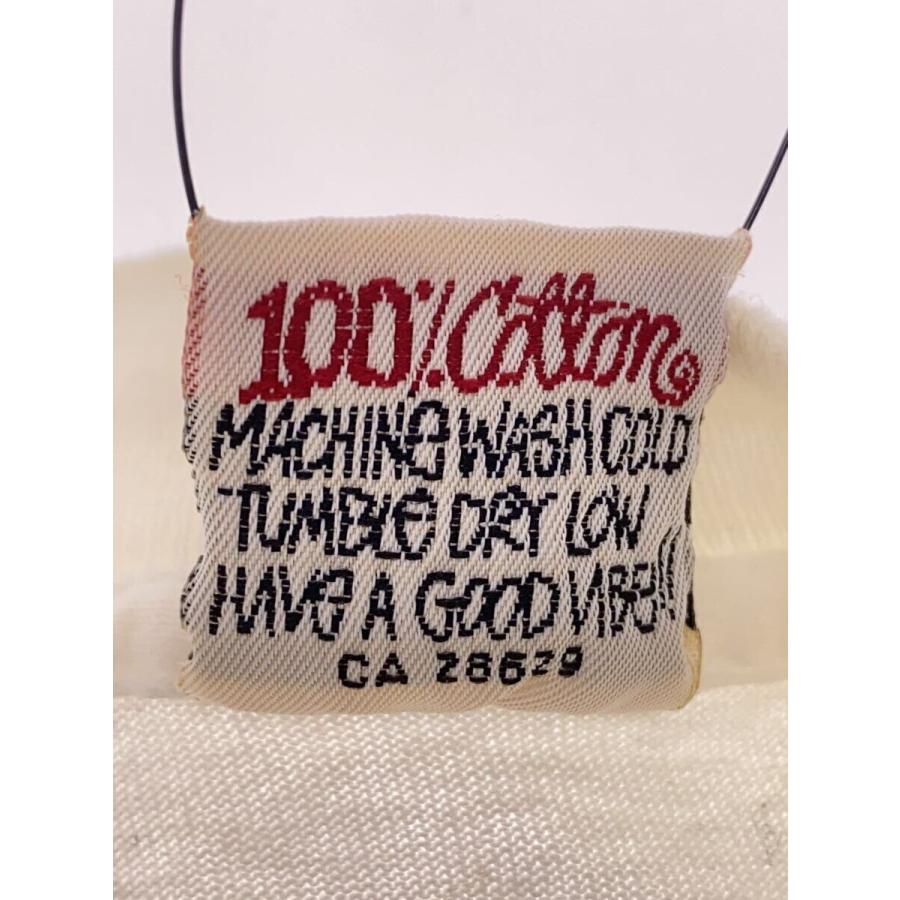 100% Cotton
MACHINE WASH COLD
TUMBLE DRY LOW
HAVE A GOOD VIBE!!
CA 28629